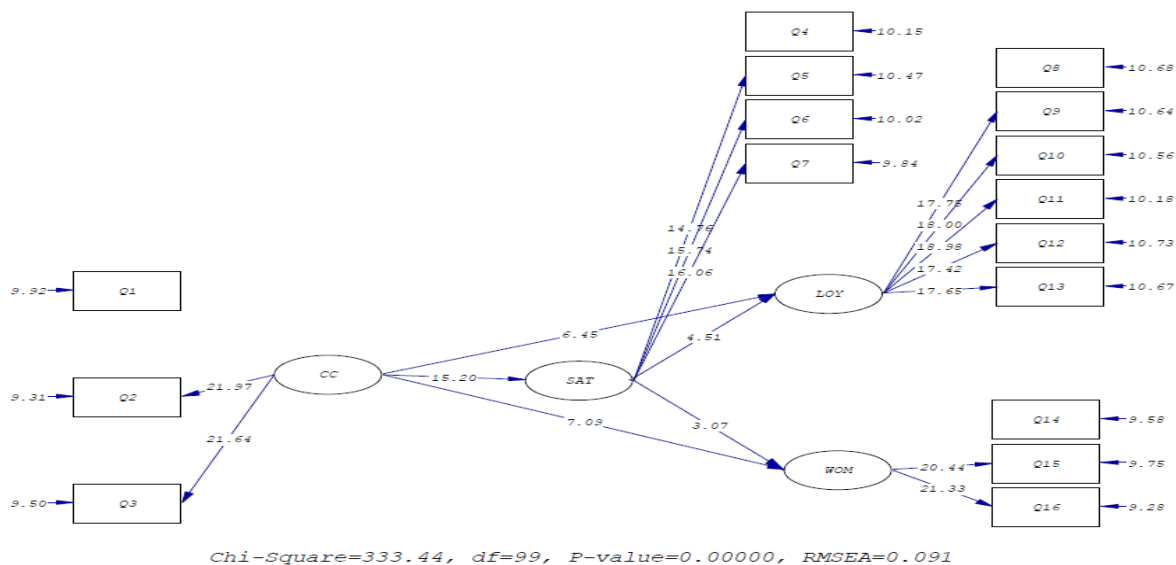 Q4 10.15
Q5 10.47
Q6 10.02
Q7 9.84
Q8 10.68
Q9 10.64
Q10 10.56
Q11 10.18
Q12 10.73
Q13 10.67
14.76
15.74
16.06
17.75
18.00
18.98
17.42
17.65
9.92 Q1
9.31 Q2
9.50 Q3
21.97
21.64
CC
6.45
15.20
7.09
SAT
4.51
3.07
LOY
WOM
20.44
21.33
Q14 9.58
Q15 9.75
Q16 9.28
Chi-Square=333.44, df=99, P-value=0.00000, RMSEA=0.091